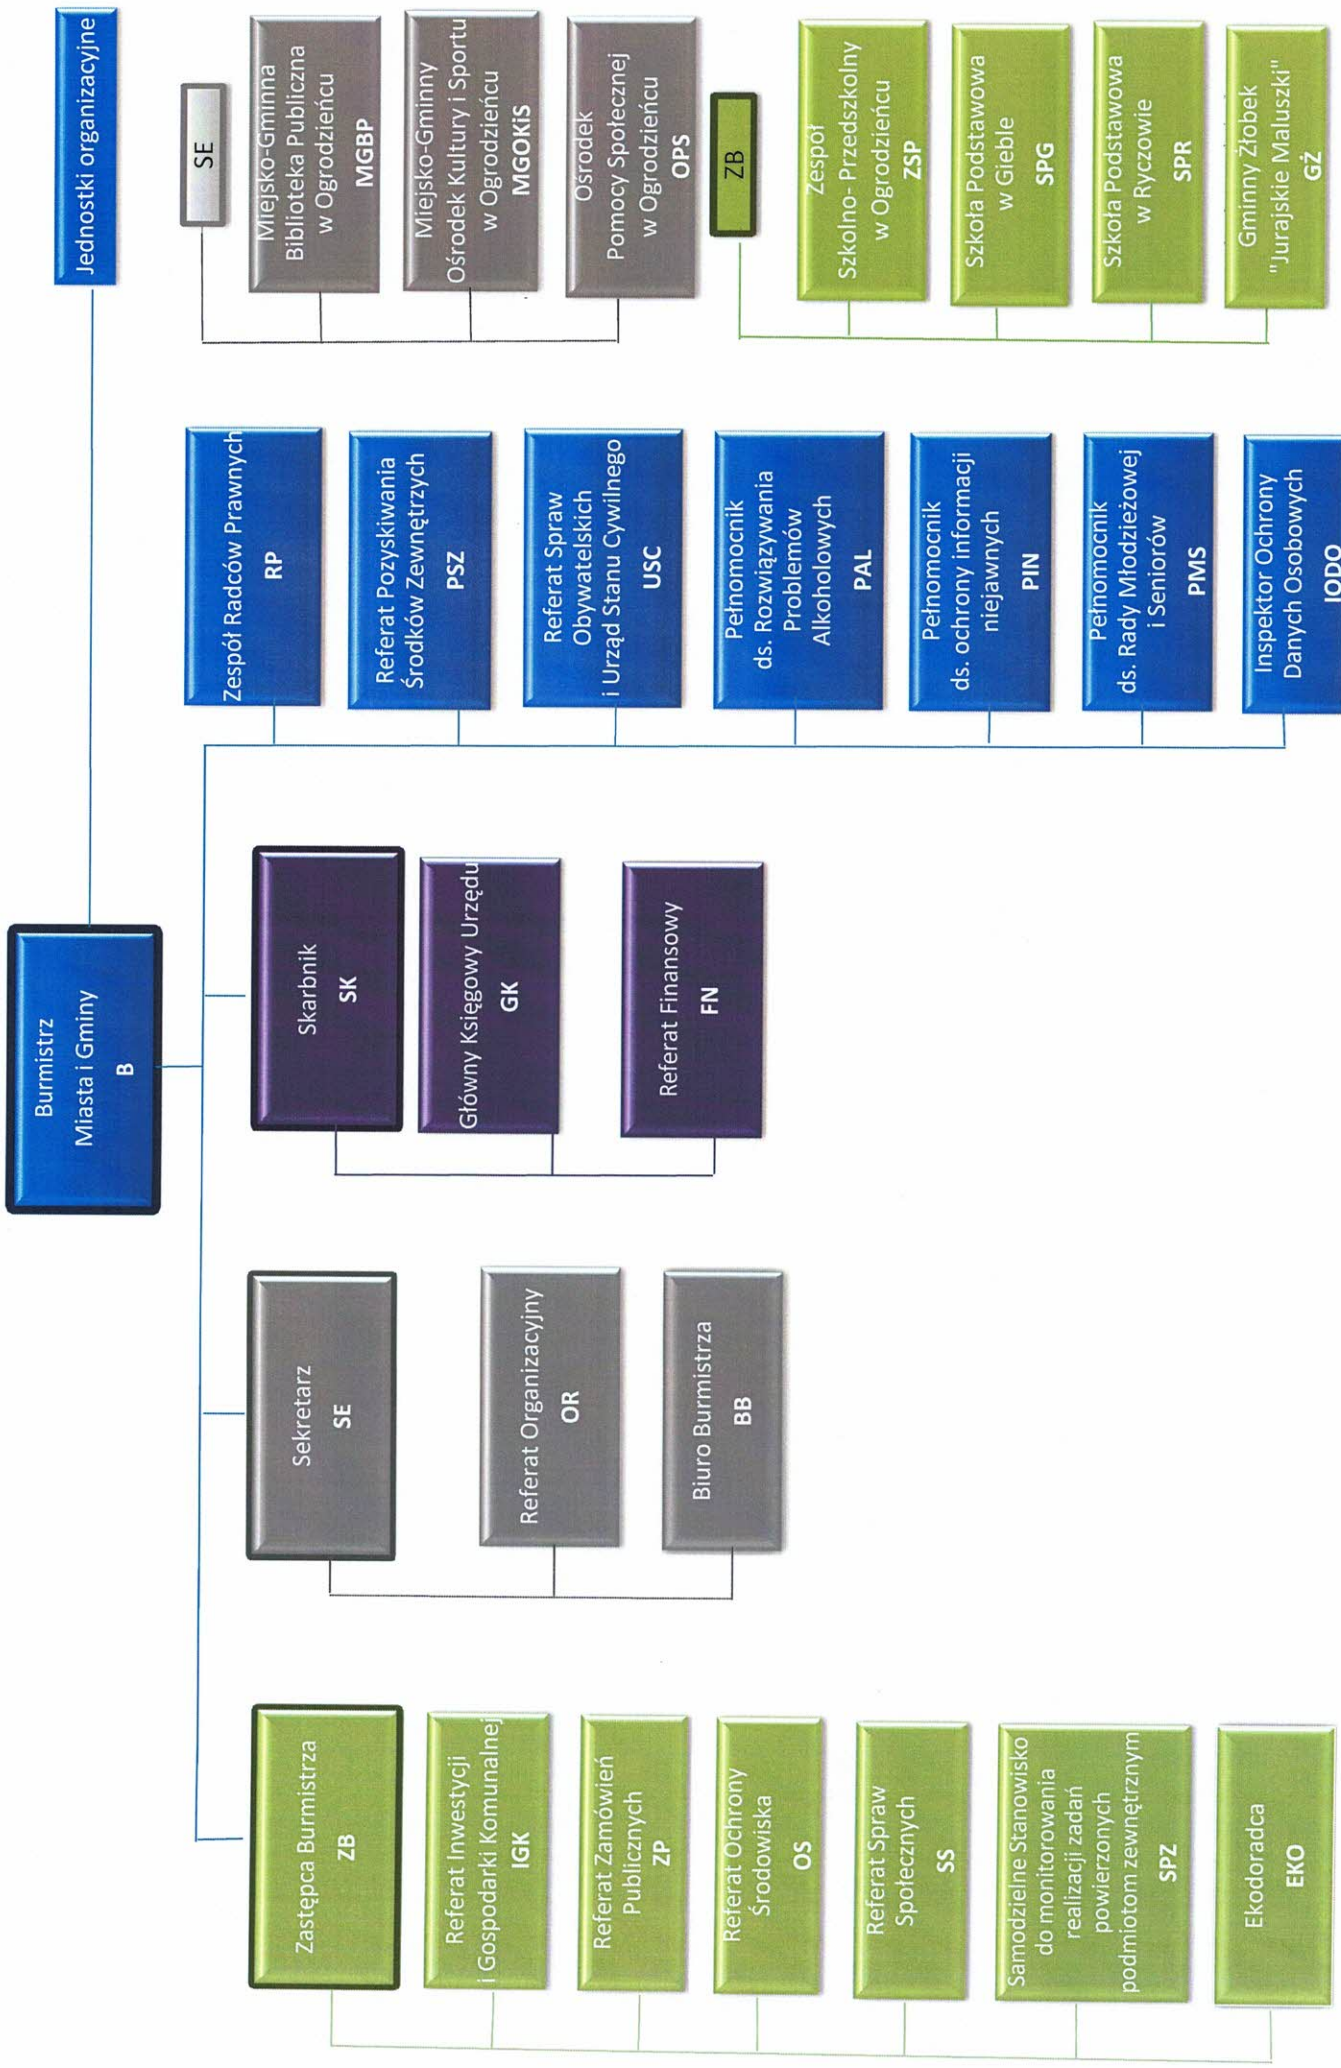 Burmistrz
Miasta i Gminy
B
Jednostki organizacyjne
Zastępca Burmistrza
ZB
Referat Inwestycji
i Gospodarki Komunalnej
IGK
Referat Zamówień
Publicznych
ZP
Referat Ochrony
Środowiska
OS
Referat Spraw
Społecznych
SS
Samodzielne Stanowisko
do monitorowania
realizacji zadań
powierzonych
podmiotom zewnętrznym
SPZ
Ekodoradca
EKO
Sekretarz
SE
Referat Organizacyjny
OR
Biuro Burmistrza
BB
Skarbnik
SK
Główny Księgowy Urzędu
GK
Referat Finansowy
FN
Zespół Radców Prawnych
RP
Referat Pozyskiwania
Środków Zewnętrzych
PSZ
Referat Spraw
Obywatelskich
i Urząd Stanu Cywilnego
USC
Pełnomocnik
ds. Rozwiązywania
Problemów
Alkoholowych
PAL
Pełnomocnik
ds. ochrony informacji
niejawnych
PIN
Pełnomocnik
ds. Rady Młodzieżowej
i Seniorów
PMS
Inspektor Ochrony
Danych Osobowych
IODO
SE
Miejsko-Gminna
Biblioteka Publiczna
w Ogrodzieńcu
MGBP
Miejsko-Gminny
Ośrodek Kultury i Sportu
w Ogrodzieńcu
MGOKIS
Ośrodek
Pomocy Społecznej
w Ogrodzieńcu
OPS
ZB
Zespół
Szkolno- Przedszkolny
w Ogrodzieńcu
ZSP
Szkoła Podstawowa
w Gieble
SPG
Szkoła Podstawowa
w Ryczowie
SPR
Gminny Żłobek
"Jurajskie Maluszki"
GŻ